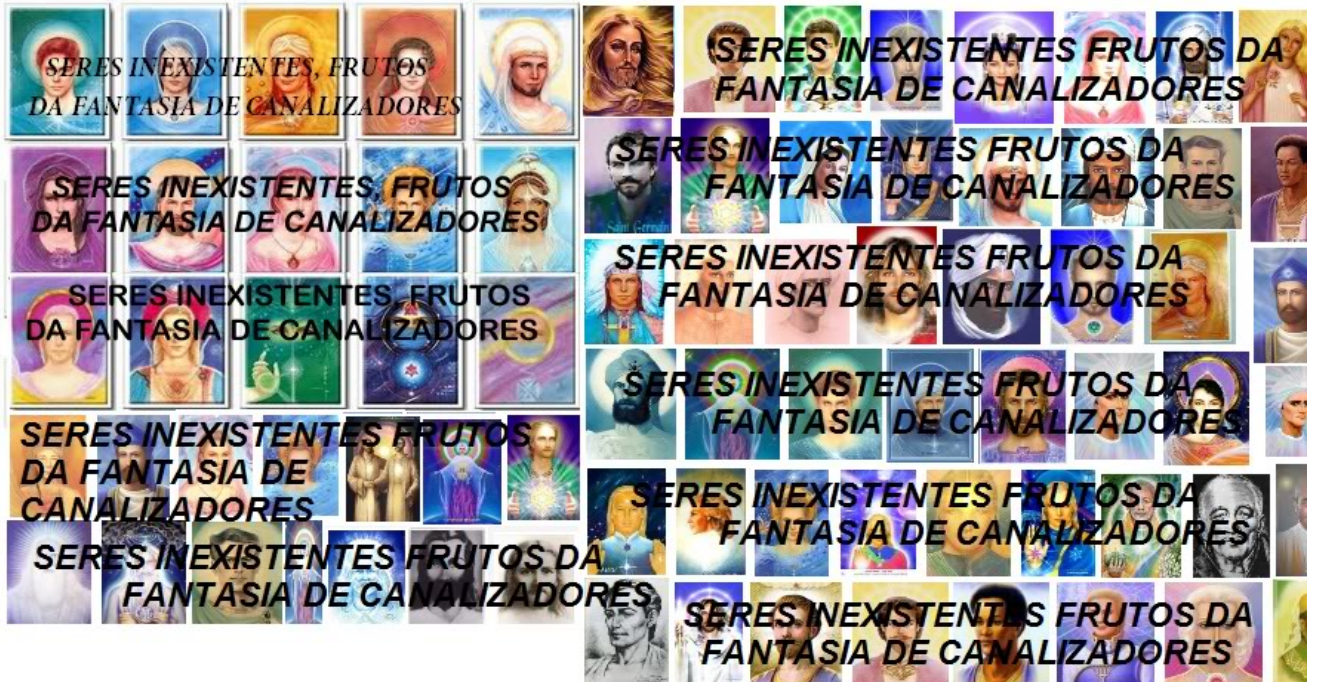 SERES INEXISTENTES, FRUTOS
DA FANTASIA DE CANALIZADORES
SERES INEXISTENTES, FRUTOS
DA FANTASIA DE CANALIZADORES
SERES INEXISTENTES, FRUTOS
DA FANTASIA DE CANALIZADORES
SERES INEXISTENTES FRUTOS
DA FANTASIA DE
CANALIZADORES
SERES INEXISTENTES FRUTOS DA
FANTASIA DE CANALIZADORES
SERES INEXISTENTES FRUTOS DA
FANTASIA DE CANALIZADORES
SERES INEXISTENTES FRUTOS DA
FANTASIA DE CANALIZADORES
Saint Germain
SERES INEXISTENTES FRUTOS DA
FANTASIA DE CANALIZADORES
SERES INEXISTENTES FRUTOS DA
FANTASIA DE CANALIZADORES
SERES INEXISTENTES FRUTOS DA
FANTASIA DE CANALIZADORES
SERES INEXISTENTES FRUTOS DA
FANTASIA DE CANALIZADORES